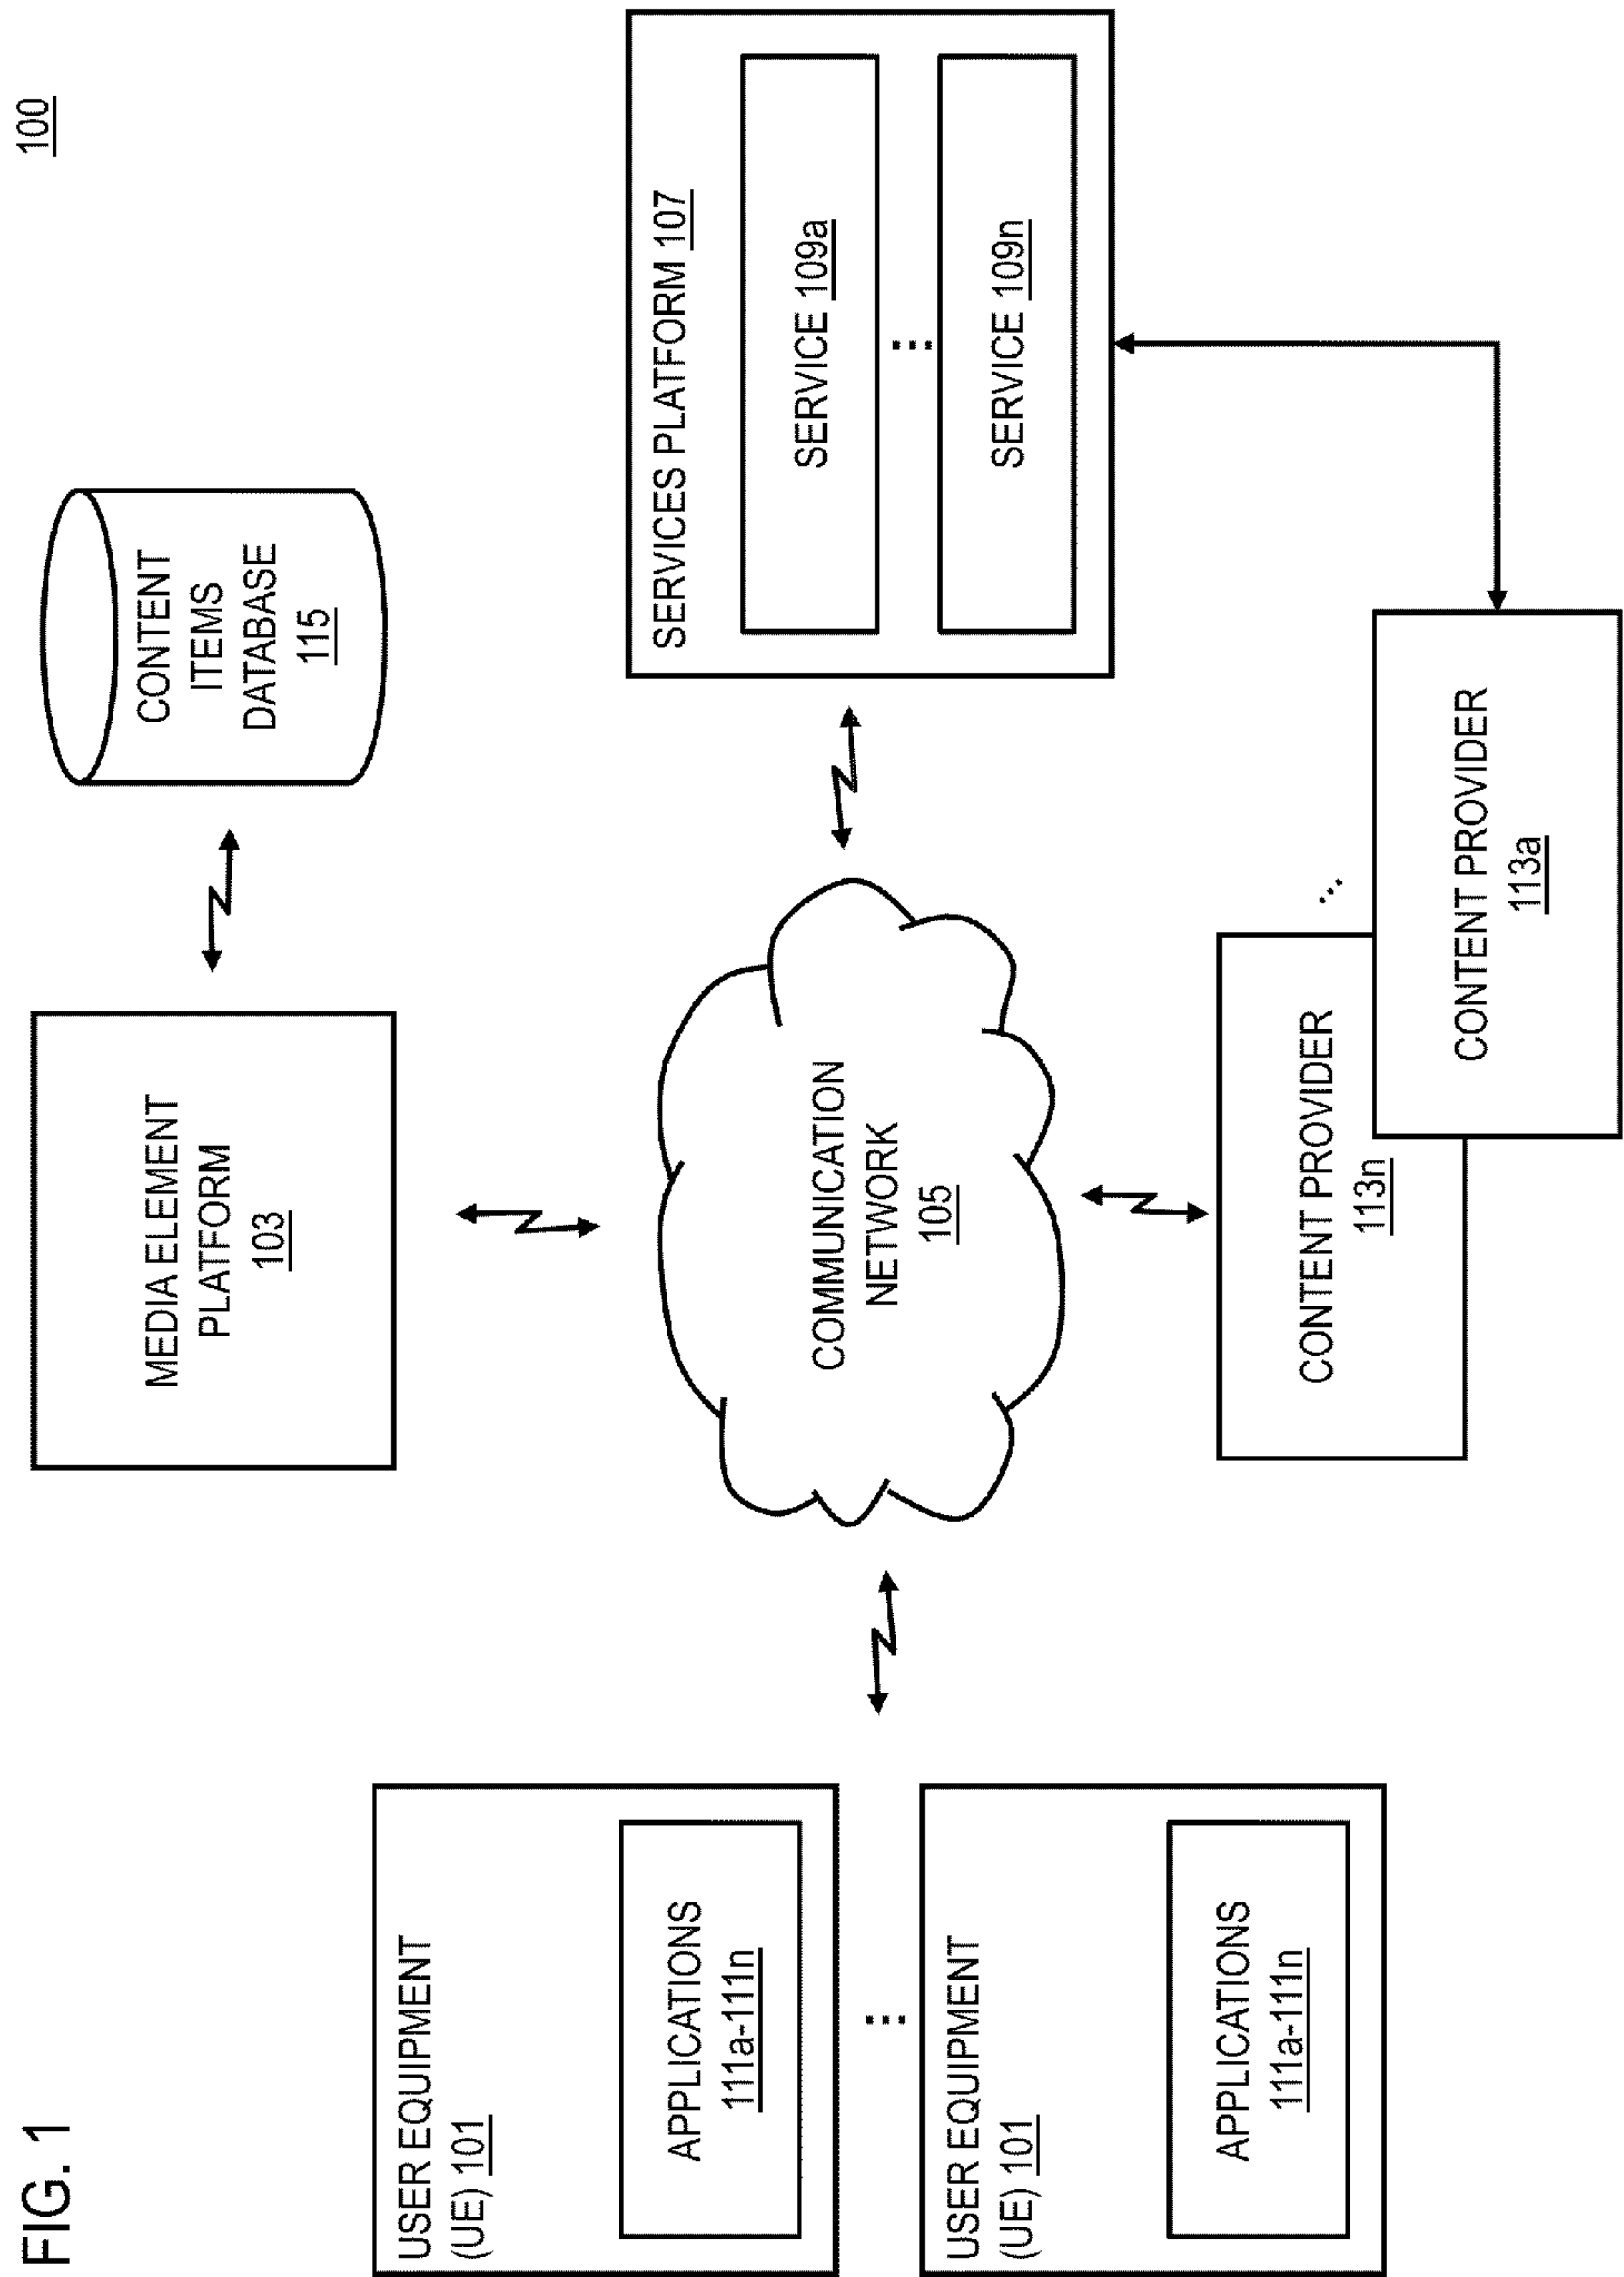 FIG. 1
100
MEDIA ELEMENT
PLATFORM
103
CONTENT
ITEMS
DATABASE
115
USER EQUIPMENT
(UE) 101
APPLICATIONS
111a-111n
...
USER EQUIPMENT
(UE) 101
APPLICATIONS
111a-111n
COMMUNICATION
NETWORK
105
SERVICES PLATFORM 107
SERVICE 109a
...
SERVICE 109n
CONTENT PROVIDER
113n
...
CONTENT PROVIDER
113a